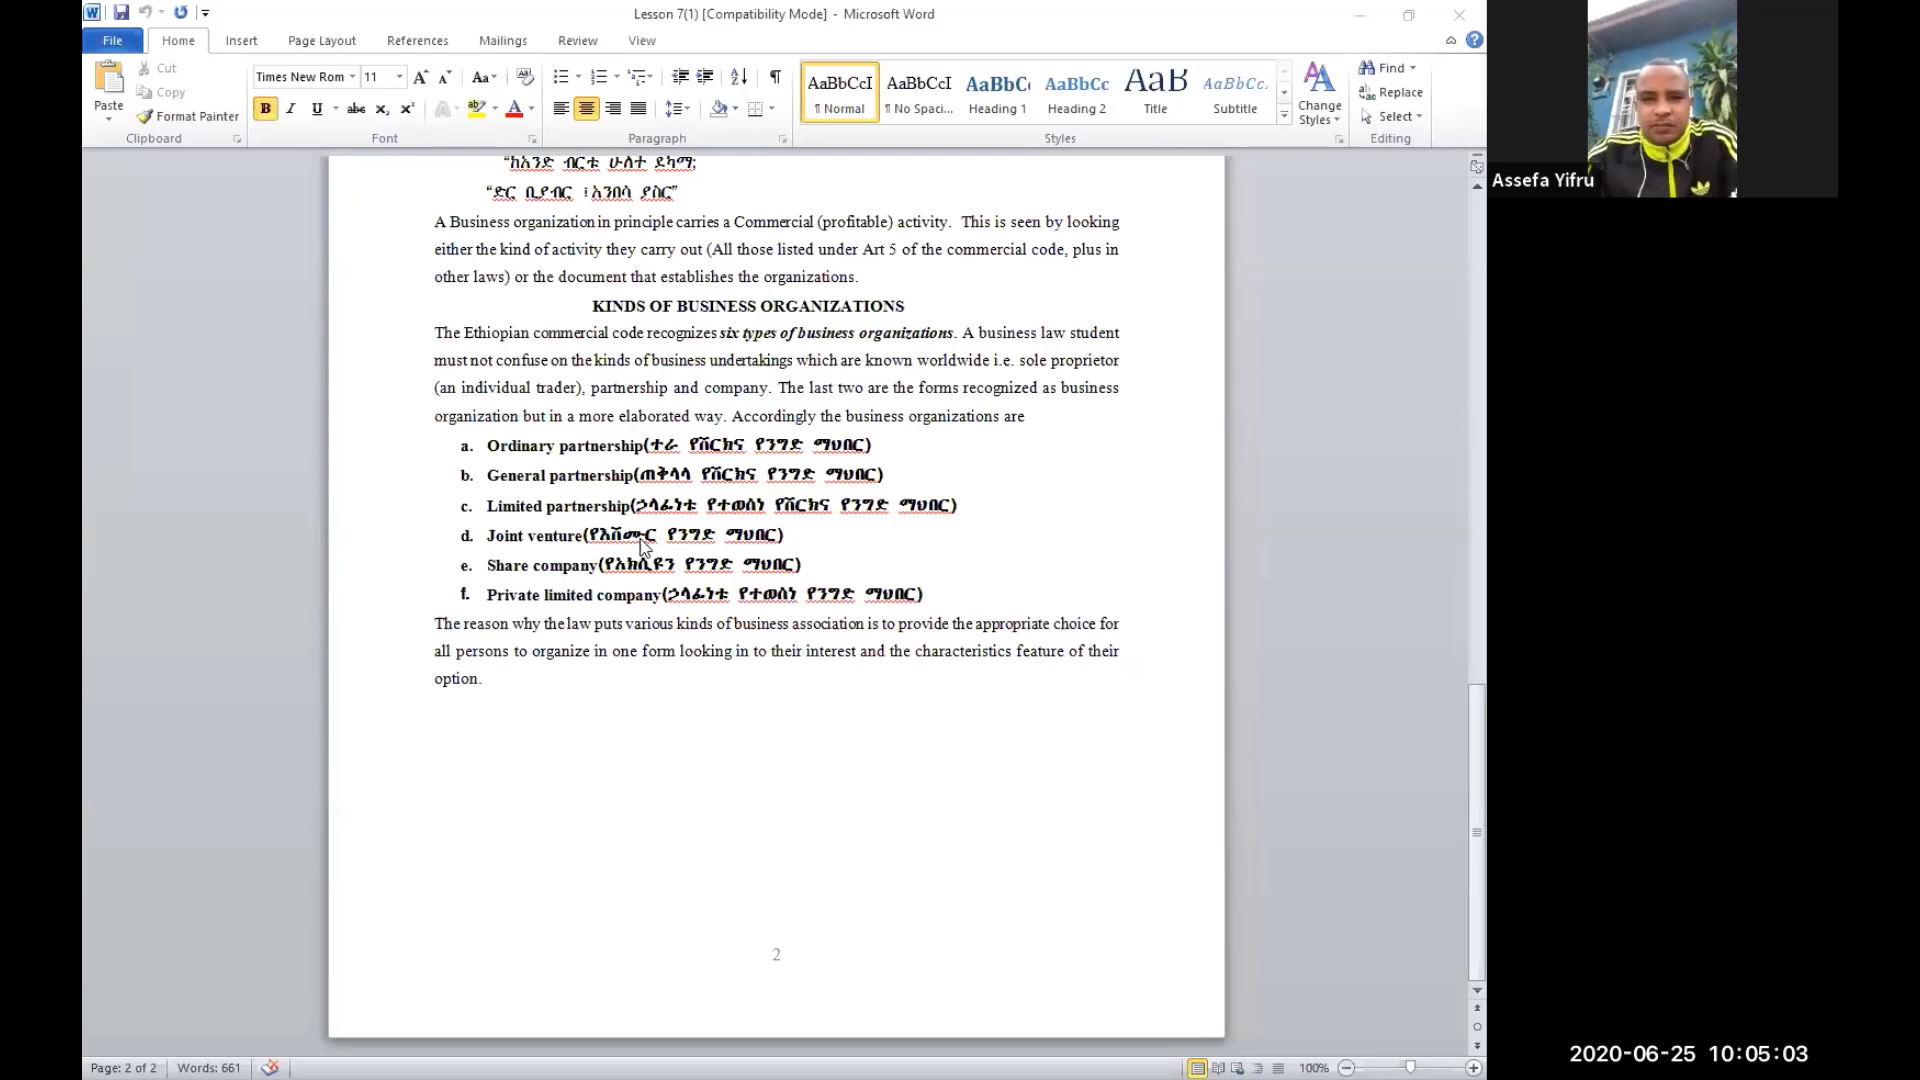 Lesson 7(1) [Compatibility Mode] - Microsoft Word
File Home Insert Page Layout References Mailings Review View
Paste
Cut
Copy
Format Painter
Clipboard
Times New Rom 11
Font
Paragraph
AaBbCcI AaBbCcI AaBbC AaBbCc AaB AaBbCc.
¶ Normal ¶ No Spaci... Heading 1 Heading 2 Title Subtitle
Change
Styles
Styles
Find
Replace
Select
Editing
Assefa Yifru
“ከአንድ ብርቱ ሁለተ ደካማ;
“ድር ቢያብር ፤አንበሳ ያስር”
A Business organization in principle carries a Commercial (profitable) activity. This is seen by looking
either the kind of activity they carry out (All those listed under Art 5 of the commercial code, plus in
other laws) or the document that establishes the organizations.
KINDS OF BUSINESS ORGANIZATIONS
The Ethiopian commercial code recognizes six types of business organizations. A business law student
must not confuse on the kinds of business undertakings which are known worldwide i.e. sole proprietor
(an individual trader), partnership and company. The last two are the forms recognized as business
organization but in a more elaborated way. Accordingly the business organizations are
a. Ordinary partnership(ተራ የሽርክና የንግድ ማህበር)
b. General partnership(ጠቅላላ የሽርክና የንግድ ማህበር)
c. Limited partnership(ኃላፊነቱ የተወሰነ የሽርክና የንግድ ማህበር)
d. Joint venture(የእሽሙር የንግድ ማህበር)
e. Share company(የአክሲዩን የንግድ ማህበር)
f. Private limited company(ኃላፊነቱ የተወሰነ የንግድ ማህበር)
The reason why the law puts various kinds of business association is to provide the appropriate choice for
all persons to organize in one form looking in to their interest and the characteristics feature of their
option.
2
Page: 2 of 2 Words: 661 100%
2020-06-25 10:05:03